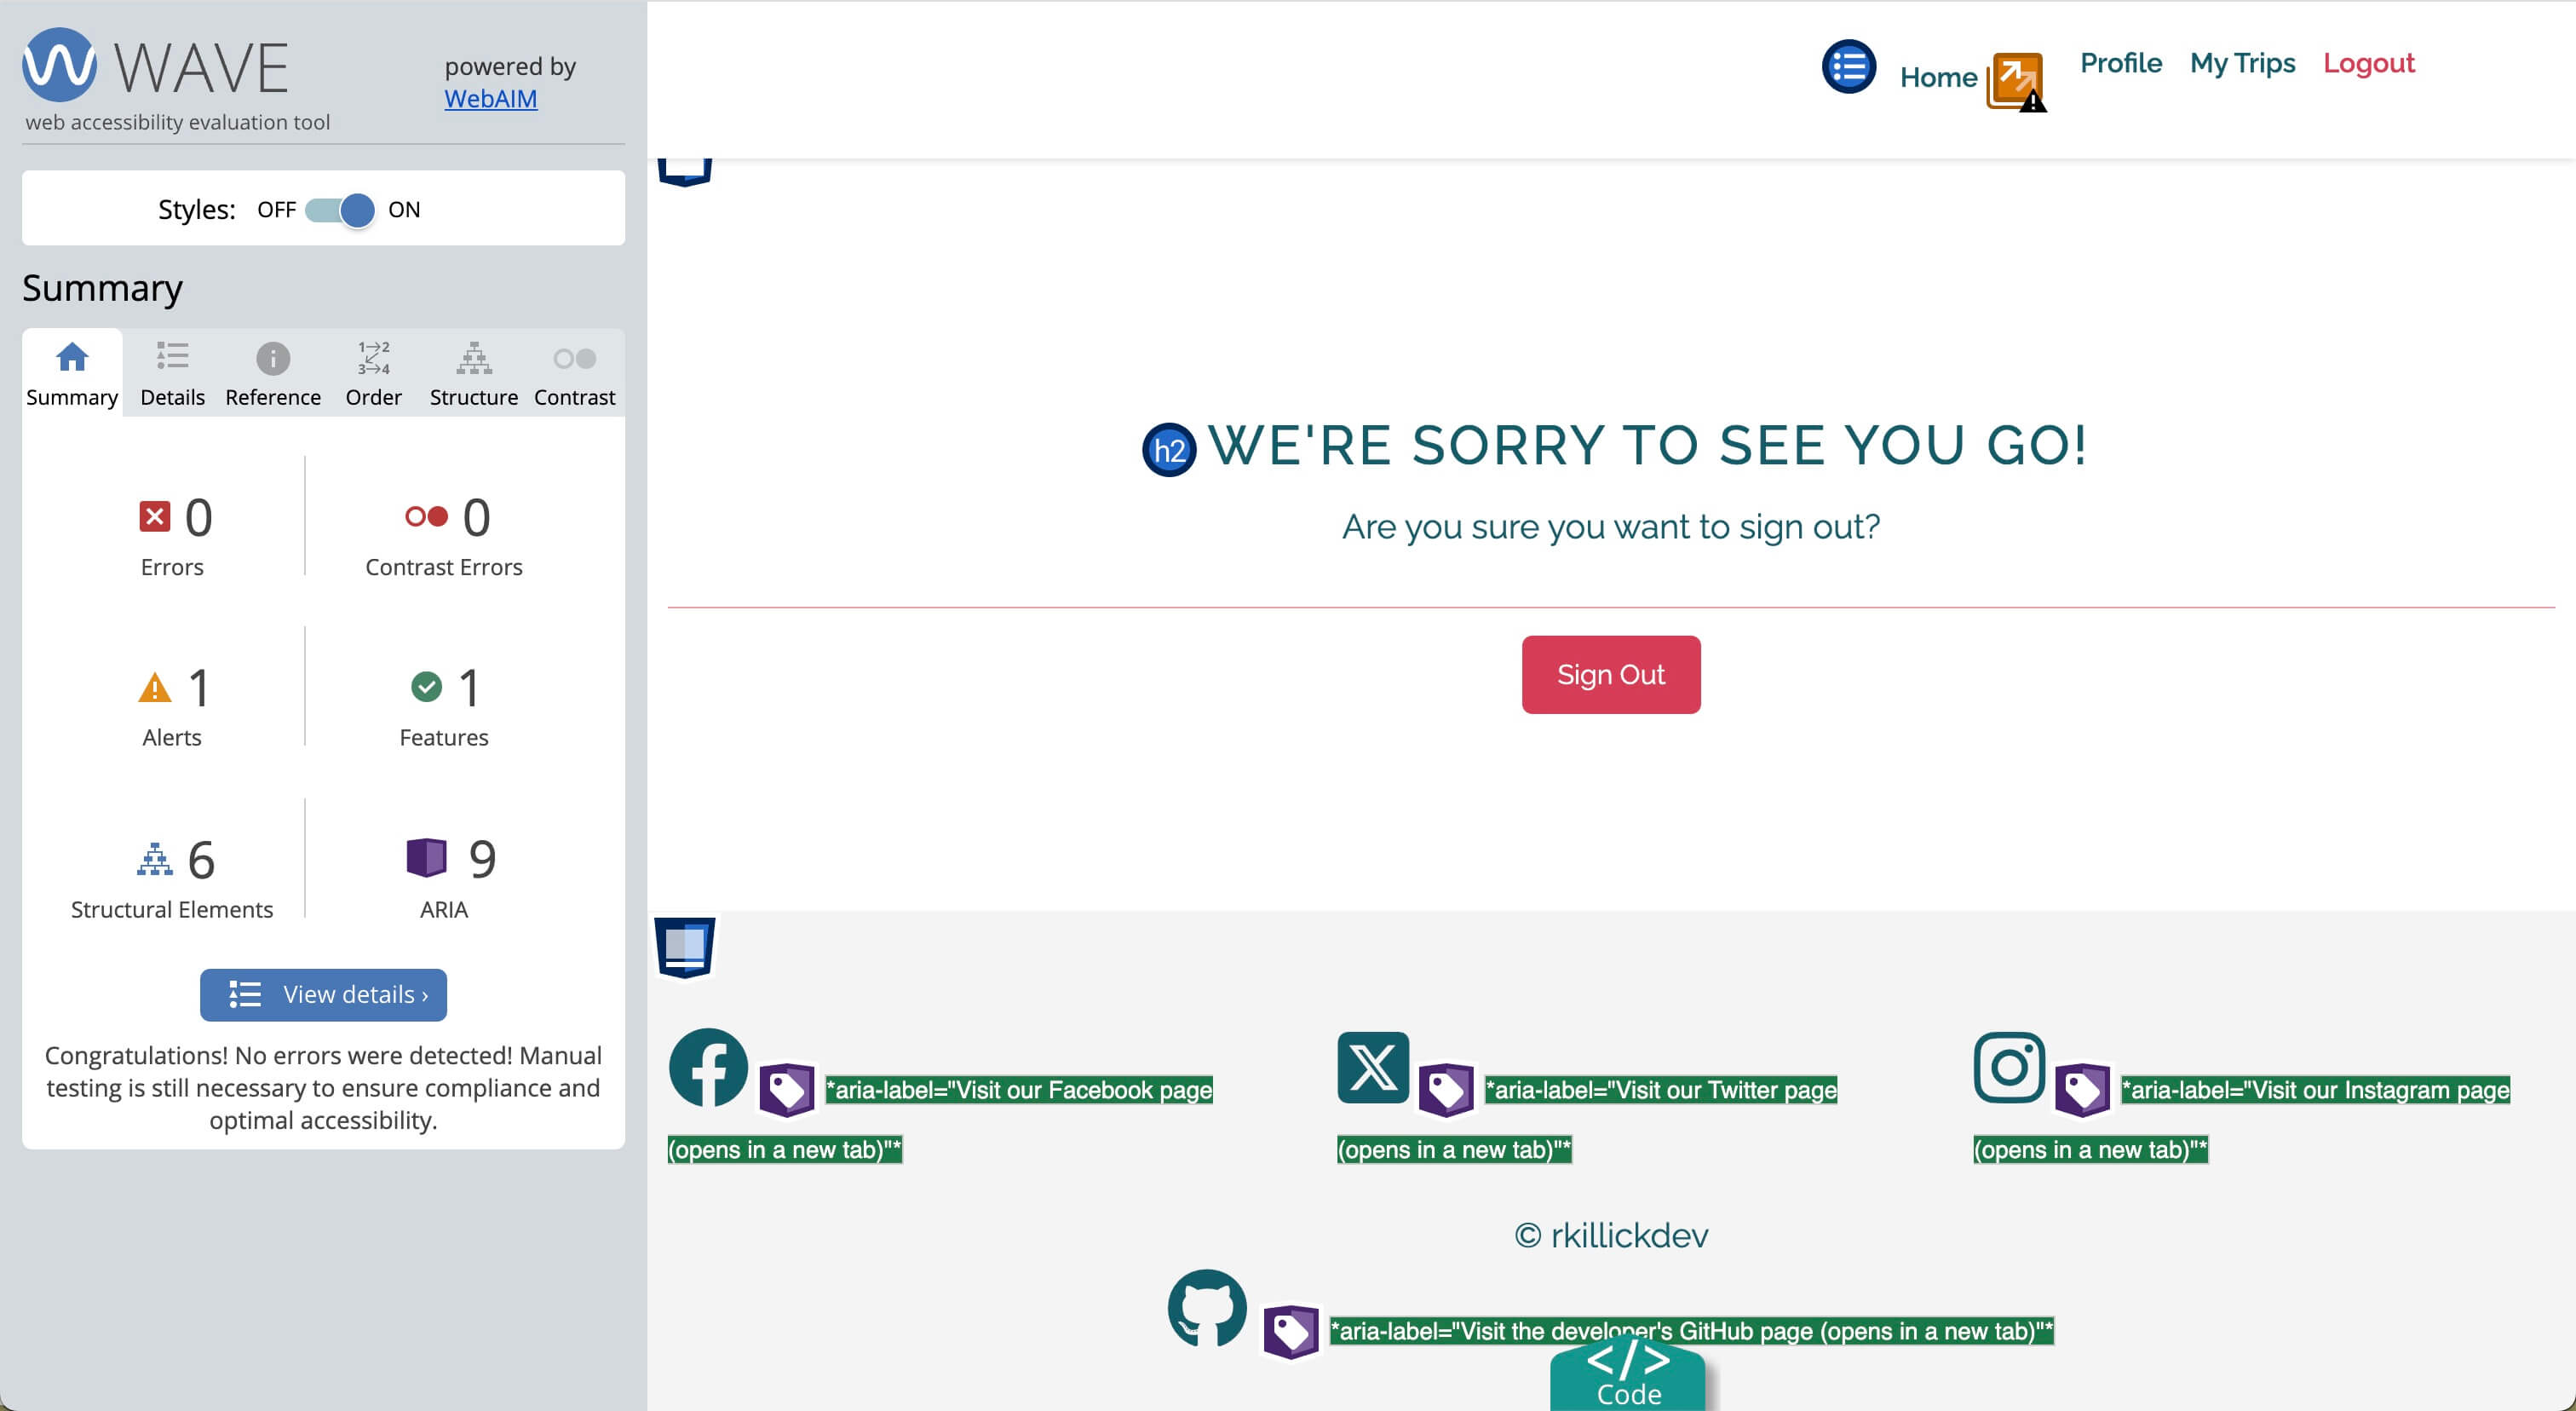 WAVE
powered by
WebAIM
web accessibility evaluation tool
Styles: OFF ON
Summary
Summary Details Reference Order Structure Contrast
0 0
Errors Contrast Errors
1 1
Alerts Features
6 9
Structural Elements ARIA
View details ›
Congratulations! No errors were detected! Manual
testing is still necessary to ensure compliance and
optimal accessibility.
Home Profile My Trips Logout
h2 WE'RE SORRY TO SEE YOU GO!
Are you sure you want to sign out?
Sign Out
*aria-label="Visit our Facebook page
(opens in a new tab)"*
*aria-label="Visit our Twitter page
(opens in a new tab)"*
*aria-label="Visit our Instagram page
(opens in a new tab)"*
© rkillickdev
*aria-label="Visit the developer's GitHub page (opens in a new tab)"*
</>
Code